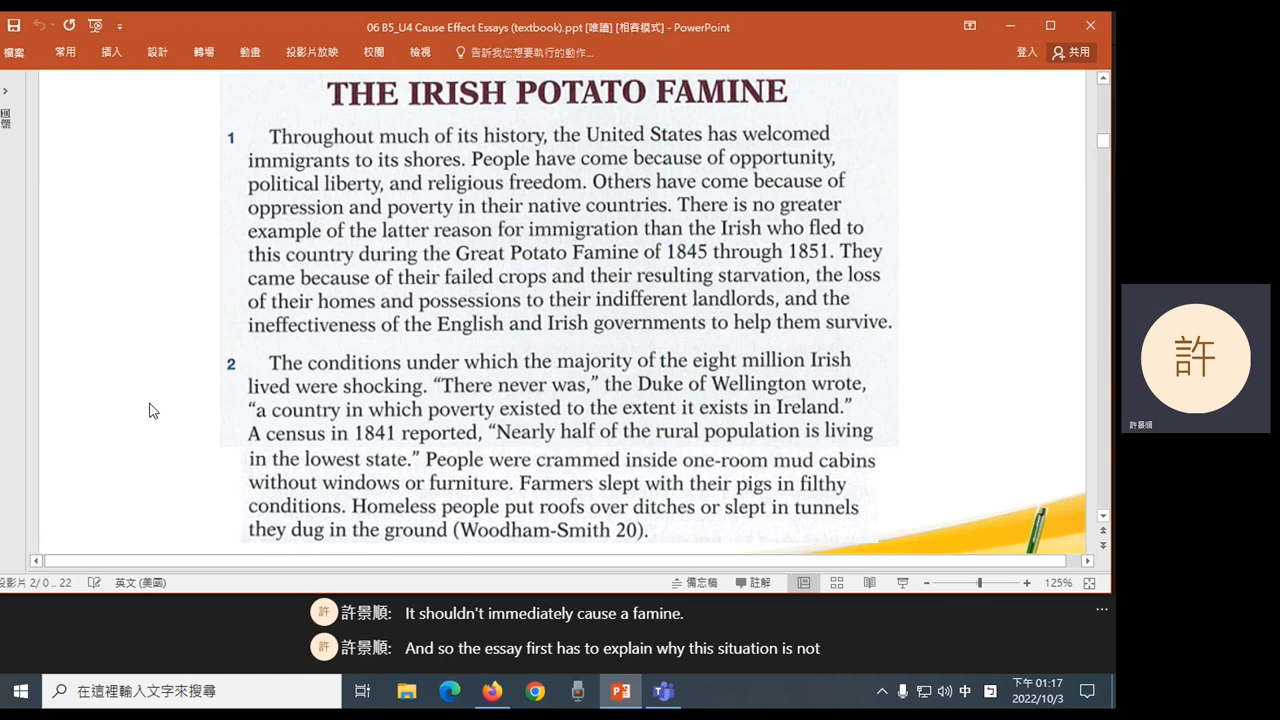 06 B5_U4 Cause Effect Essays (textbook).ppt [唯讀] [相容模式] - PowerPoint
檔案 常用 插入 設計 轉場 動畫 投影片放映 校閱 檢視 告訴我您想要執行的動作... 登入 共用
THE IRISH POTATO FAMINE
1 Throughout much of its history, the United States has welcomed
immigrants to its shores. People have come because of opportunity,
political liberty, and religious freedom. Others have come because of
oppression and poverty in their native countries. There is no greater
example of the latter reason for immigration than the Irish who fled to
this country during the Great Potato Famine of 1845 through 1851. They
came because of their failed crops and their resulting starvation, the loss
of their homes and possessions to their indifferent landlords, and the
ineffectiveness of the English and Irish governments to help them survive.
2 The conditions under which the majority of the eight million Irish
lived were shocking. “There never was,” the Duke of Wellington wrote,
“a country in which poverty existed to the extent it exists in Ireland.”
A census in 1841 reported, “Nearly half of the rural population is living
in the lowest state.” People were crammed inside one-room mud cabins
without windows or furniture. Farmers slept with their pigs in filthy
conditions. Homeless people put roofs over ditches or slept in tunnels
they dug in the ground (Woodham-Smith 20).
許
許景順
投影片 2/ 0 .. 22 英文 (美國) 備忘稿 註解 125%
許 許景順: It shouldn't immediately cause a famine.
許 許景順: And so the essay first has to explain why this situation is not
在這裡輸入文字來搜尋 中 下午 01:17
2022/10/3